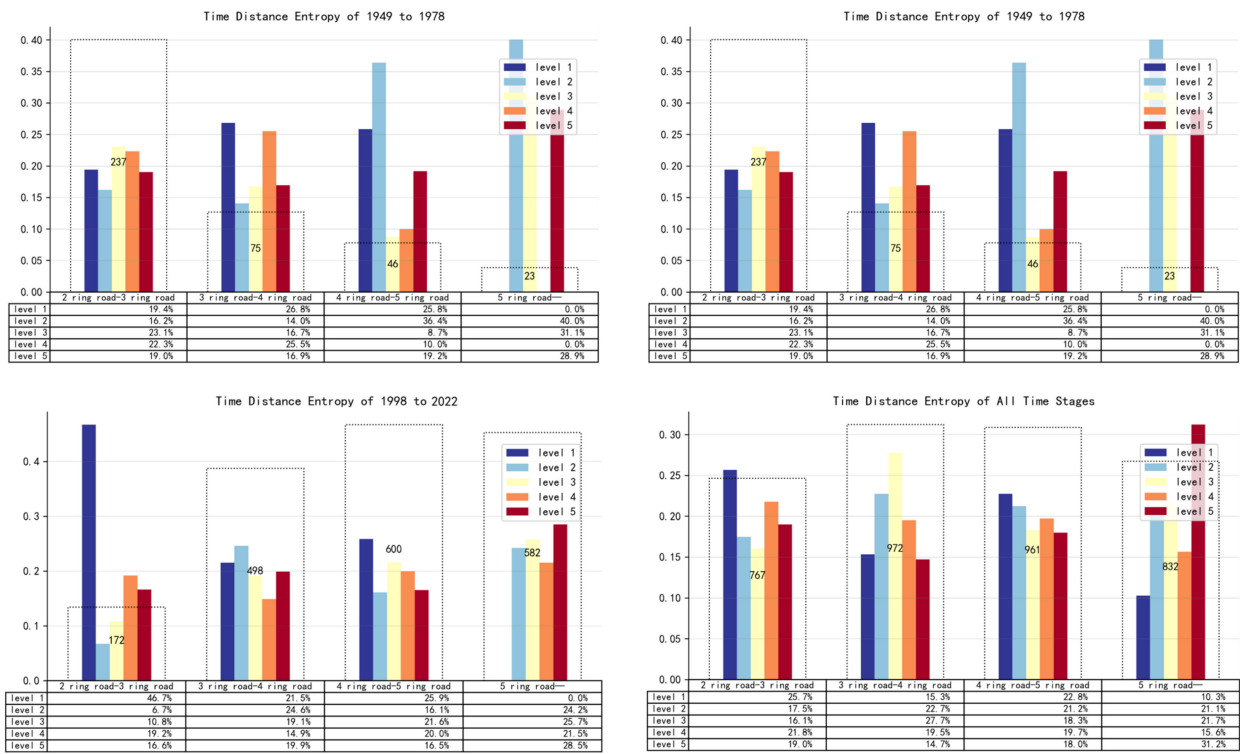 Time Distance Entropy of 1949 to 1978
0.40
0.35
0.30
0.25
0.20
0.15
0.10
0.05
0.00
level 1
level 2
level 3
level 4
level 5
237
75
46
23
2 ring road-3 ring road 3 ring road-4 ring road 4 ring road-5 ring road 5 ring road—
level 1 19.4% 26.8% 25.8% 0.0%
level 2 16.2% 14.0% 36.4% 40.0%
level 3 23.1% 16.7% 8.7% 31.1%
level 4 22.3% 25.5% 10.0% 0.0%
level 5 19.0% 16.9% 19.2% 28.9%
Time Distance Entropy of 1949 to 1978
0.40
0.35
0.30
0.25
0.20
0.15
0.10
0.05
0.00
level 1
level 2
level 3
level 4
level 5
237
75
46
23
2 ring road-3 ring road 3 ring road-4 ring road 4 ring road-5 ring road 5 ring road—
level 1 19.4% 26.8% 25.8% 0.0%
level 2 16.2% 14.0% 36.4% 40.0%
level 3 23.1% 16.7% 8.7% 31.1%
level 4 22.3% 25.5% 10.0% 0.0%
level 5 19.0% 16.9% 19.2% 28.9%
Time Distance Entropy of 1998 to 2022
0.4
0.3
0.2
0.1
0.0
level 1
level 2
level 3
level 4
level 5
172
498
600
582
2 ring road-3 ring road 3 ring road-4 ring road 4 ring road-5 ring road 5 ring road—
level 1 46.7% 21.5% 25.9% 0.0%
level 2 6.7% 24.6% 16.1% 24.2%
level 3 10.8% 19.1% 21.6% 25.7%
level 4 19.2% 14.9% 20.0% 21.5%
level 5 16.6% 19.9% 16.5% 28.5%
Time Distance Entropy of All Time Stages
0.30
0.25
0.20
0.15
0.10
0.05
0.00
level 1
level 2
level 3
level 4
level 5
767
972
961
832
2 ring road-3 ring road 3 ring road-4 ring road 4 ring road-5 ring road 5 ring road—
level 1 25.7% 15.3% 22.8% 10.3%
level 2 17.5% 22.7% 21.2% 21.1%
level 3 16.1% 27.7% 18.3% 21.7%
level 4 21.8% 19.5% 19.7% 15.6%
level 5 19.0% 14.7% 18.0% 31.2%